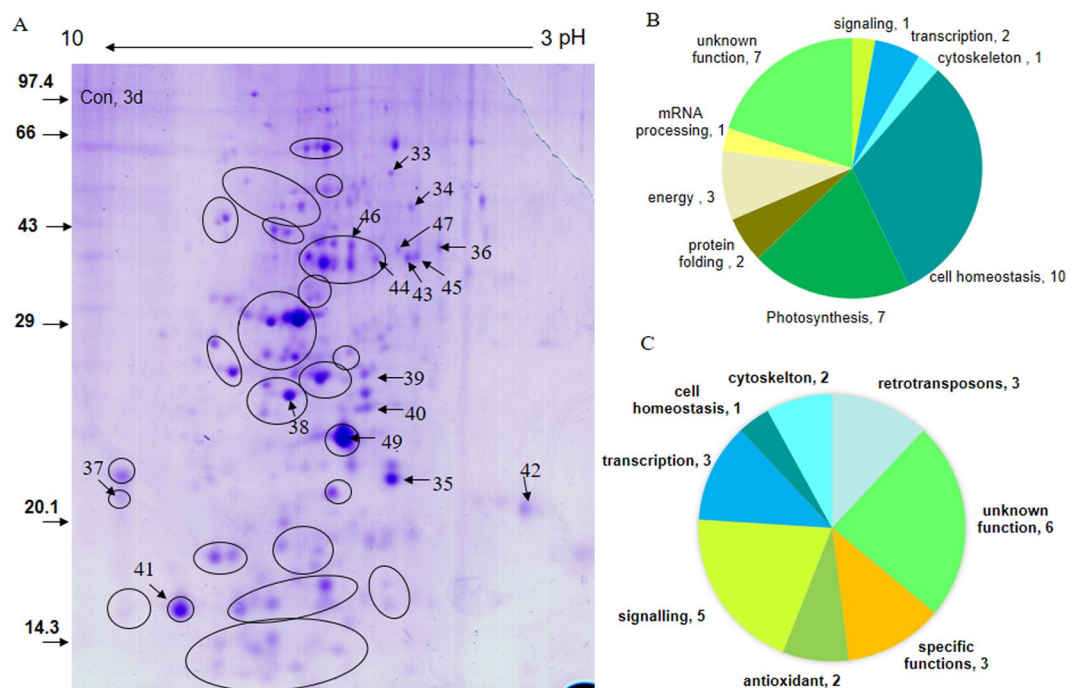 A
10
3 pH
97.4
Con, 3d
66
33
34
43
46
47
36
44
43
45
29
39
38
40
49
37
35
42
20.1
41
14.3
B
signaling, 1
transcription, 2
cytoskeleton , 1
unknown
function, 7
mRNA
processing, 1
energy , 3
protein
folding , 2
cell homeostasis, 10
Photosynthesis, 7
C
cytoskelton, 2
retrotransposons, 3
cell
homeostasis, 1
transcription, 3
unknown
function, 6
signalling, 5
specific
functions, 3
antioxidant, 2